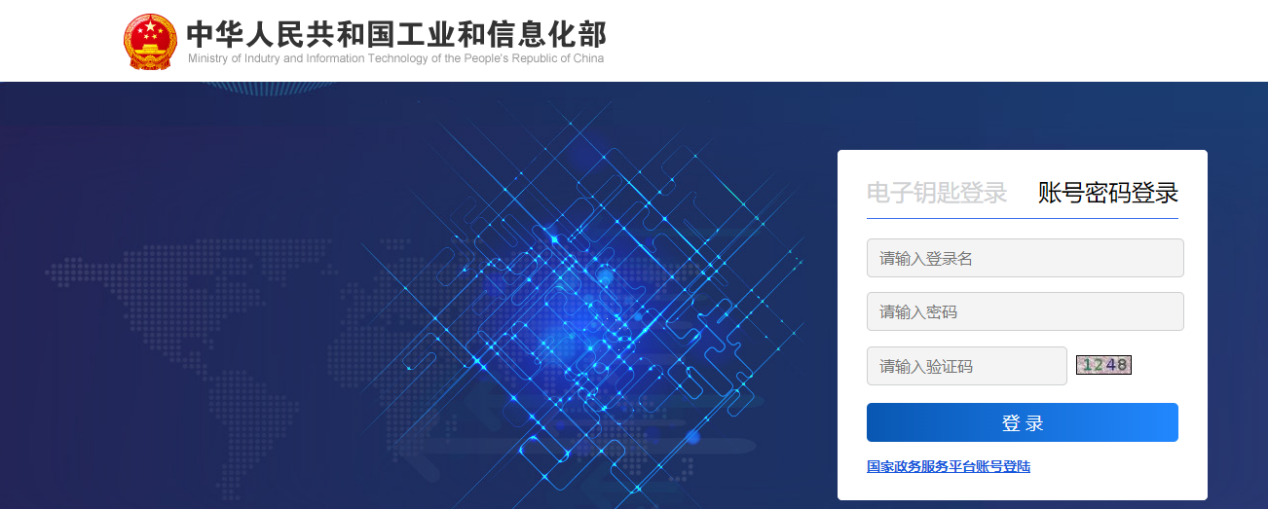 中华人民共和国工业和信息化部
Ministry of Indutry and Information Technology of the People's Republic of China
电子钥匙登录 账号密码登录
请输入登录名
请输入密码
请输入验证码 1248
登 录
国家政务服务平台账号登陆